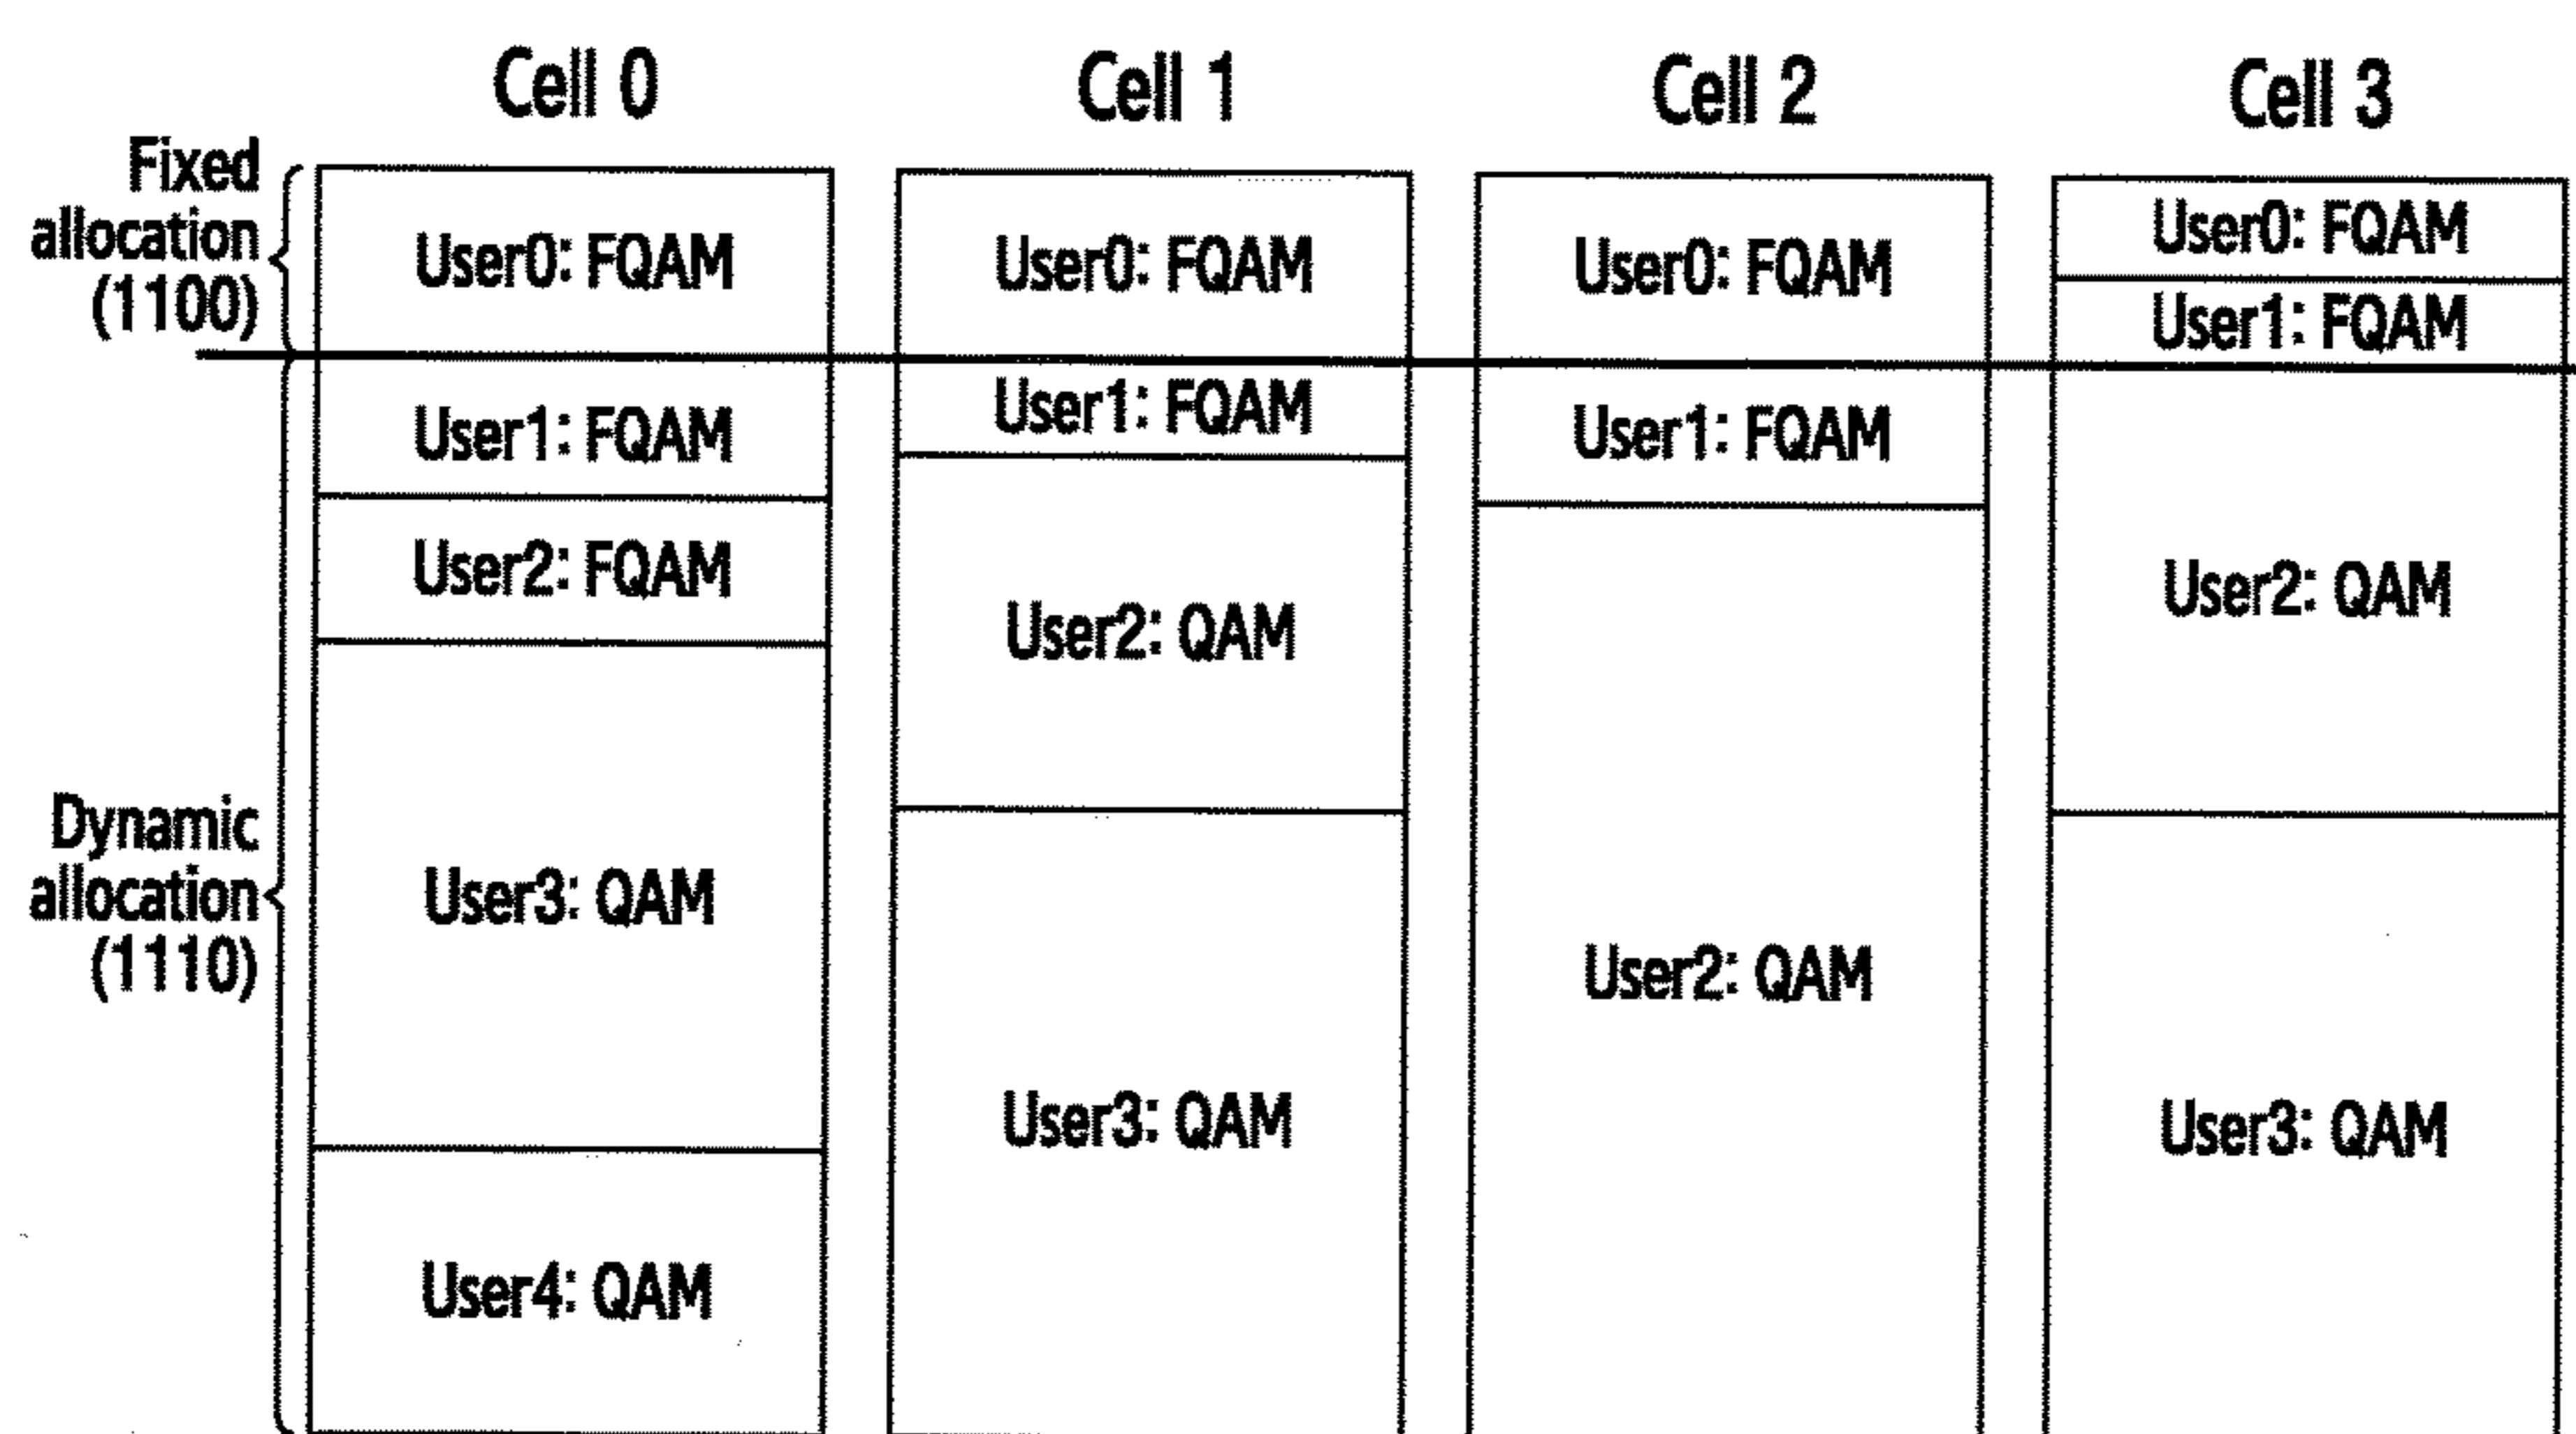 Cell 0
Cell 1
Cell 2
Cell 3
Fixed
allocation
(1100)
Dynamic
allocation
(1110)
User0: FQAM
User1: FQAM
User2: FQAM
User3: QAM
User4: QAM
User0: FQAM
User1: FQAM
User2: QAM
User3: QAM
User0: FQAM
User1: FQAM
User2: QAM
User0: FQAM
User1: FQAM
User2: QAM
User3: QAM